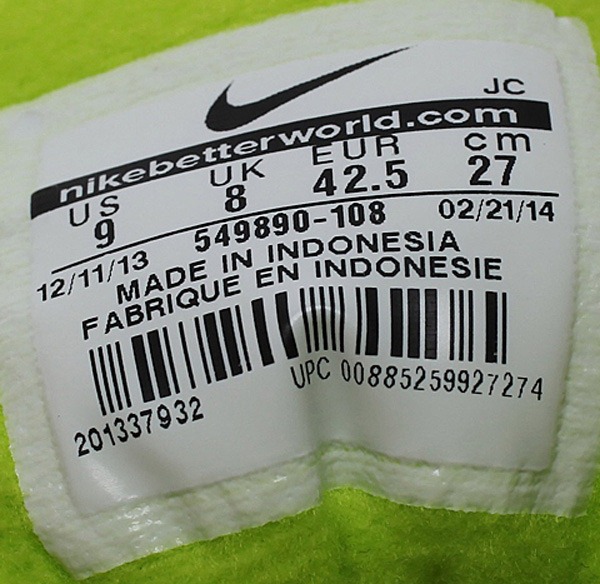 JC
nikebetterworld.com
US UK EUR cm
9 8 42.5 27
12/11/13 549890-108 02/21/14
MADE IN INDONESIA
FABRIQUE EN INDONESIE
201337932 UPC 00885259927274